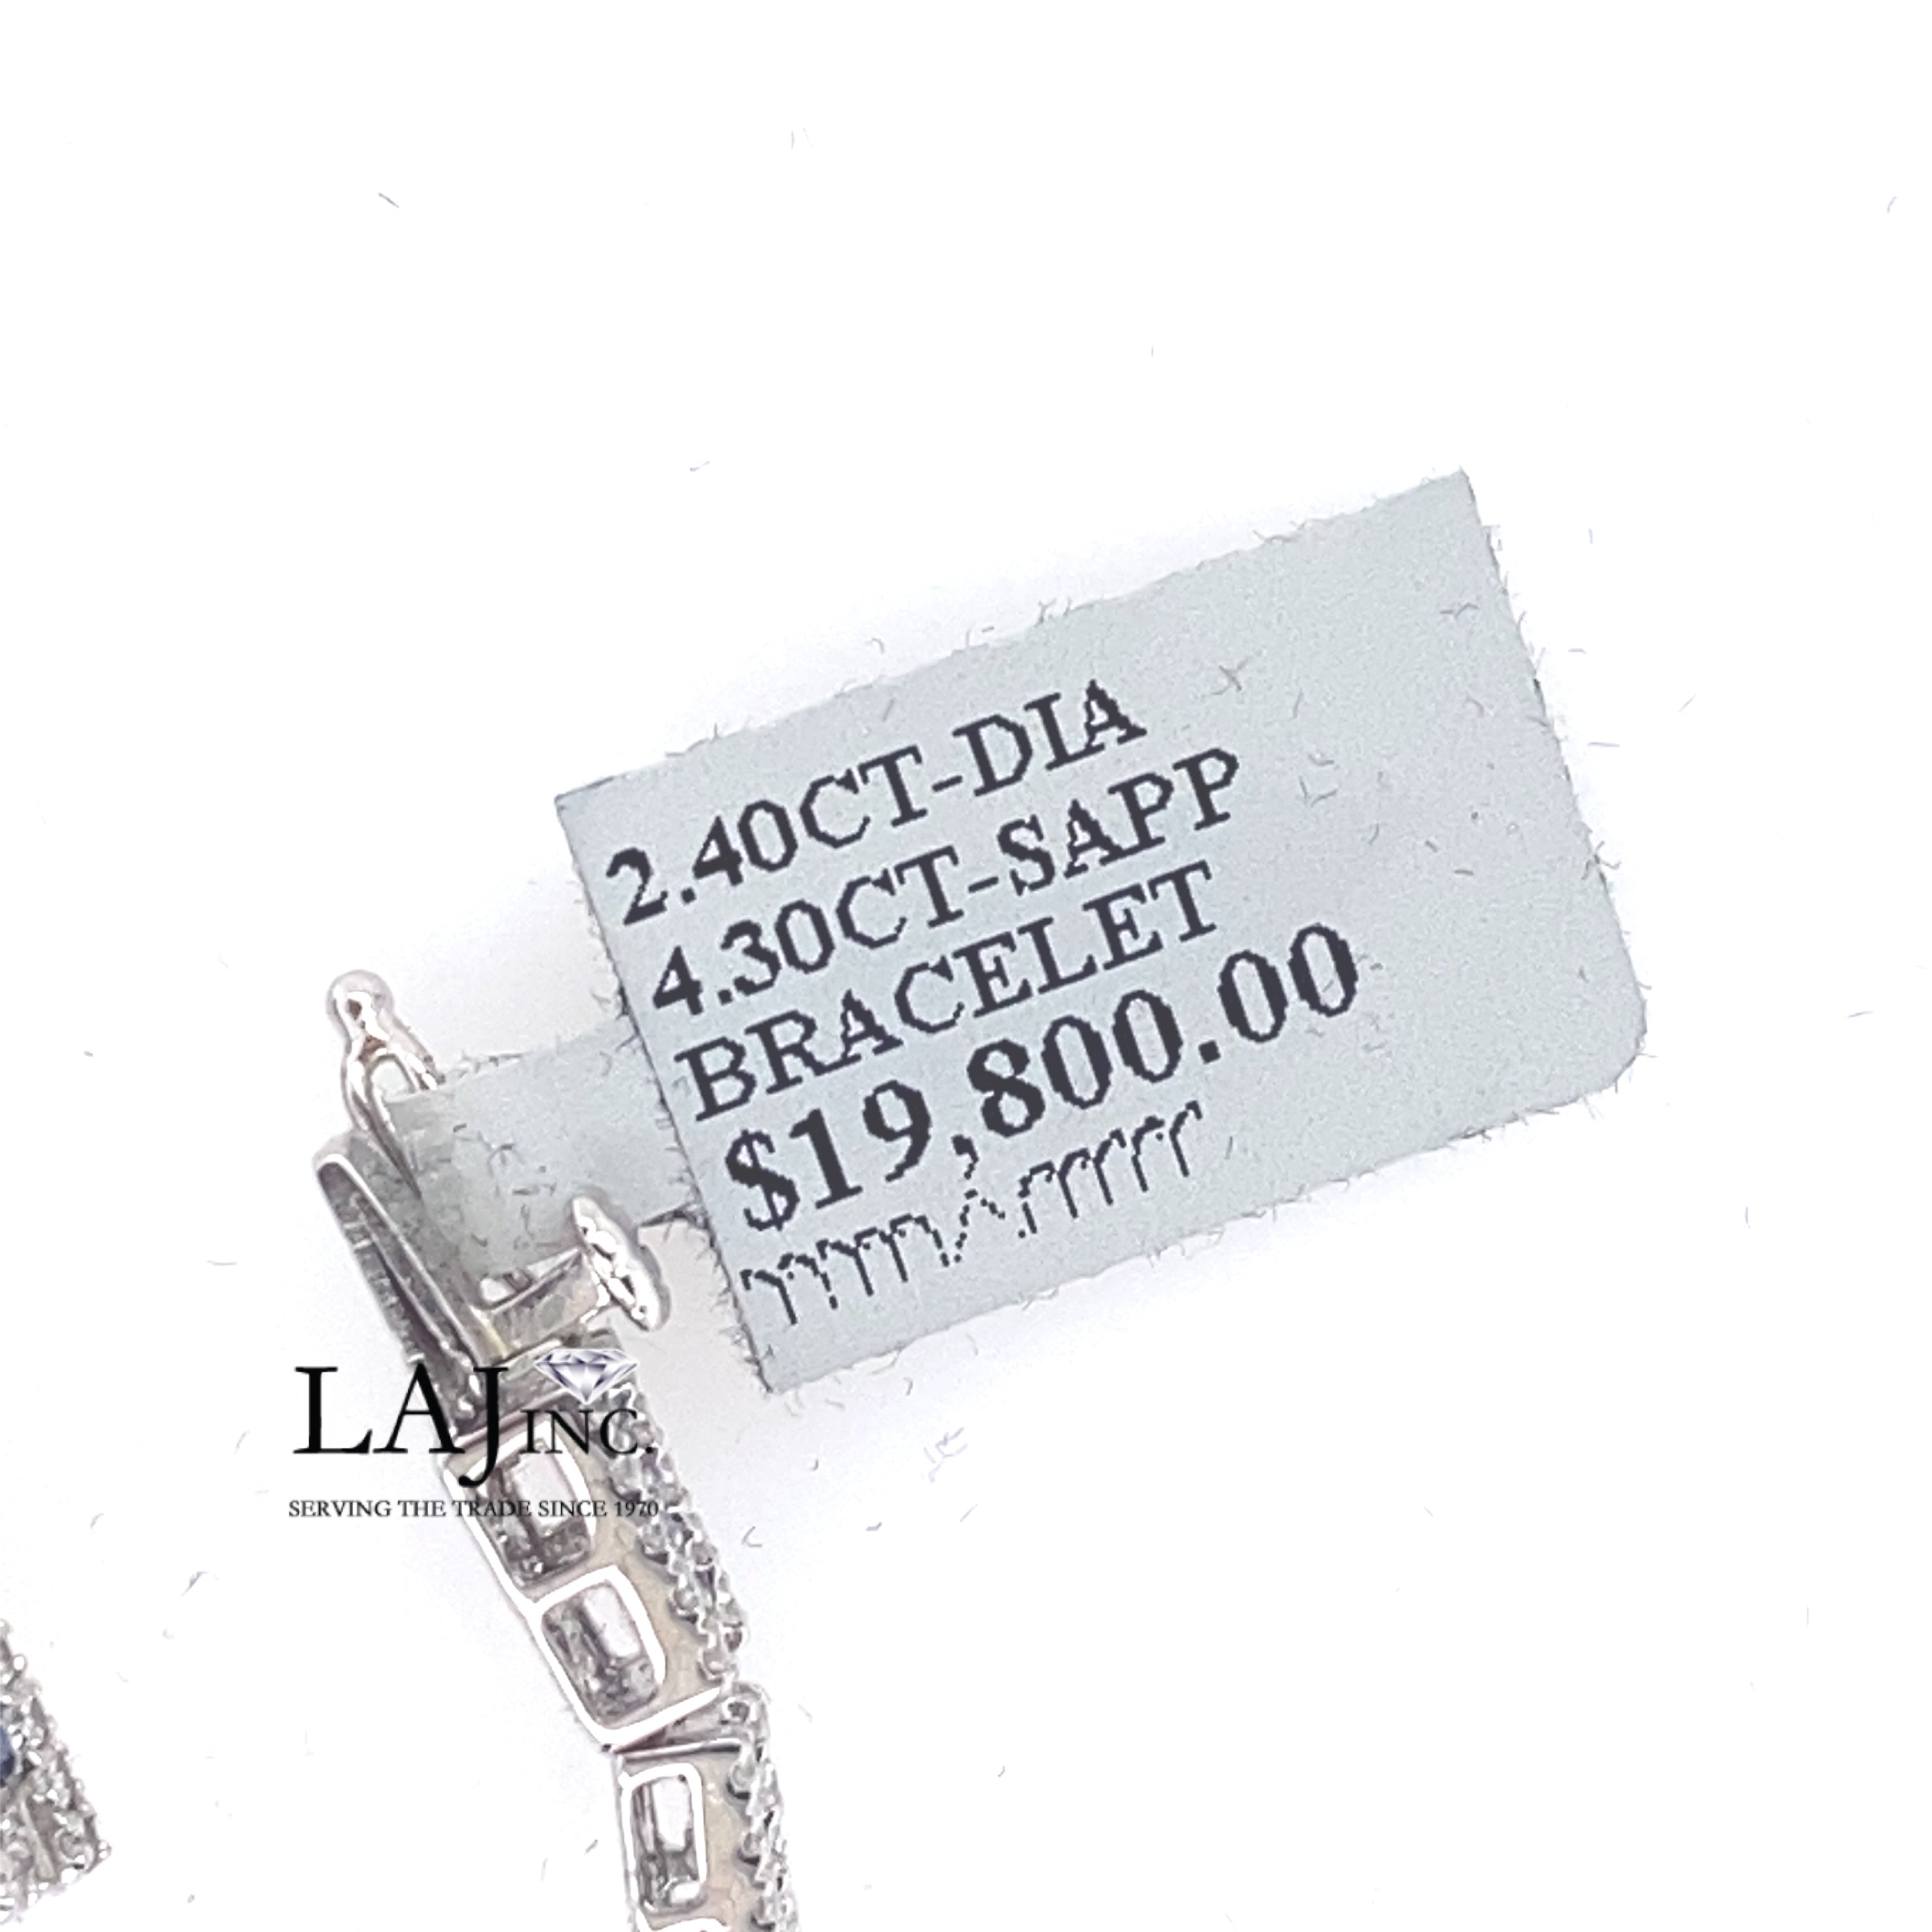 2.40CT-DIA
4.30CT-SAPP
BRACELET
$19,800.00
LAJ INC.
SERVING THE TRADE SINCE 1970